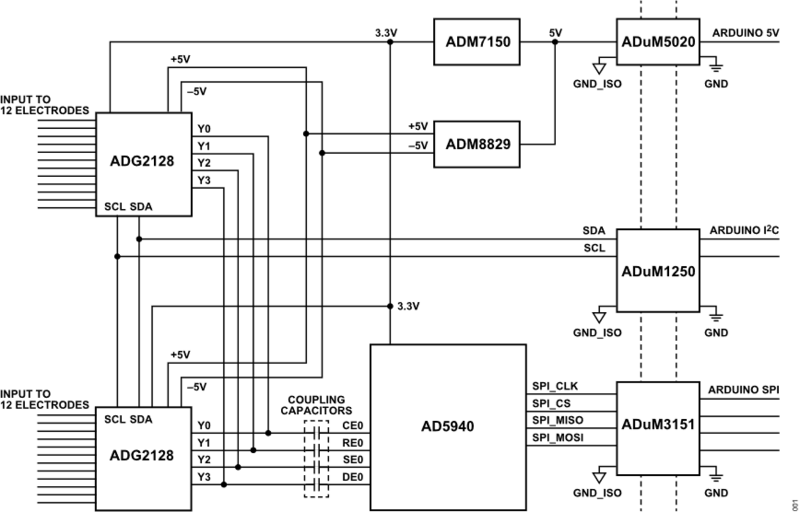 3.3V
ADM7150
5V
ADuM5020
ARDUINO 5V
GND_ISO
GND
+5V
–5V
INPUT TO
12 ELECTRODES
ADG2128
Y0
Y1
Y2
Y3
SCL SDA
+5V
–5V
ADM8829
SDA
SCL
ADuM1250
ARDUINO I2C
GND_ISO
GND
3.3V
+5V
–5V
INPUT TO
12 ELECTRODES
SCL SDA
ADG2128
Y0
Y1
Y2
Y3
COUPLING
CAPACITORS
CE0
RE0
SE0
DE0
AD5940
SPI_CLK
SPI_CS
SPI_MISO
SPI_MOSI
ADuM3151
ARDUINO SPI
GND_ISO
GND
001